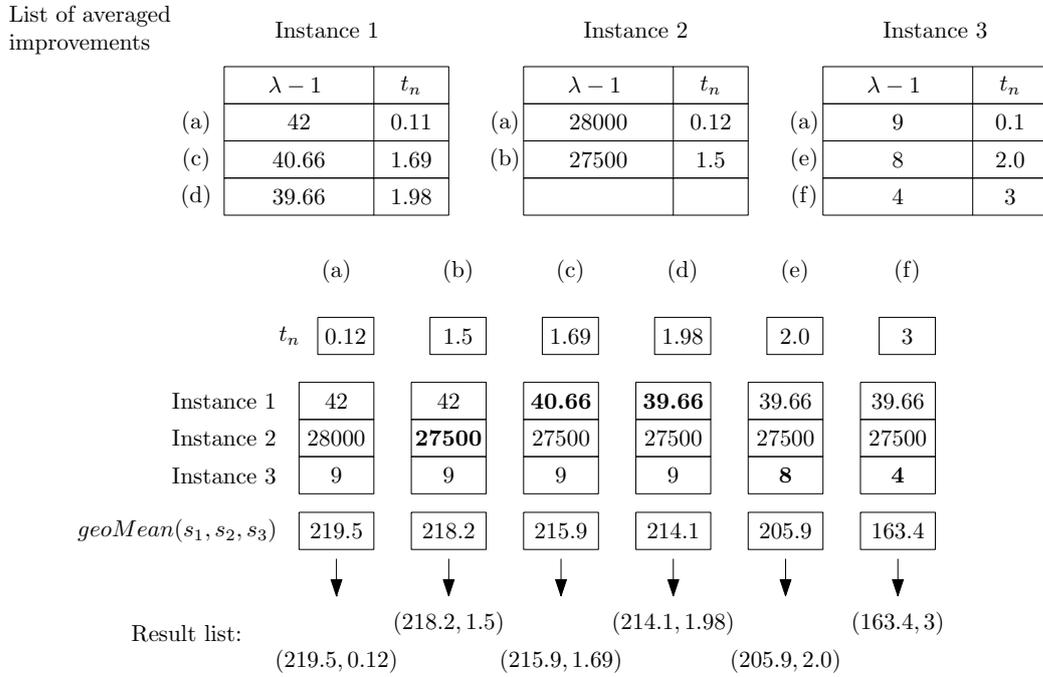 List of averaged
improvements
Instance 1 Instance 2 Instance 3
λ − 1 t_n λ − 1 t_n λ − 1 t_n
(a) 42 0.11 (a) 28000 0.12 (a) 9 0.1
(c) 40.66 1.69 (b) 27500 1.5 (e) 8 2.0
(d) 39.66 1.98 (f) 4 3
(a) (b) (c) (d) (e) (f)
t_n 0.12 1.5 1.69 1.98 2.0 3
Instance 1 42 42 40.66 39.66 39.66 39.66
Instance 2 28000 27500 27500 27500 27500 27500
Instance 3 9 9 9 9 8 4
geoMean(s_1, s_2, s_3) 219.5 218.2 215.9 214.1 205.9 163.4
(218.2, 1.5) (214.1, 1.98) (163.4, 3)
Result list:
(219.5, 0.12) (215.9, 1.69) (205.9, 2.0)